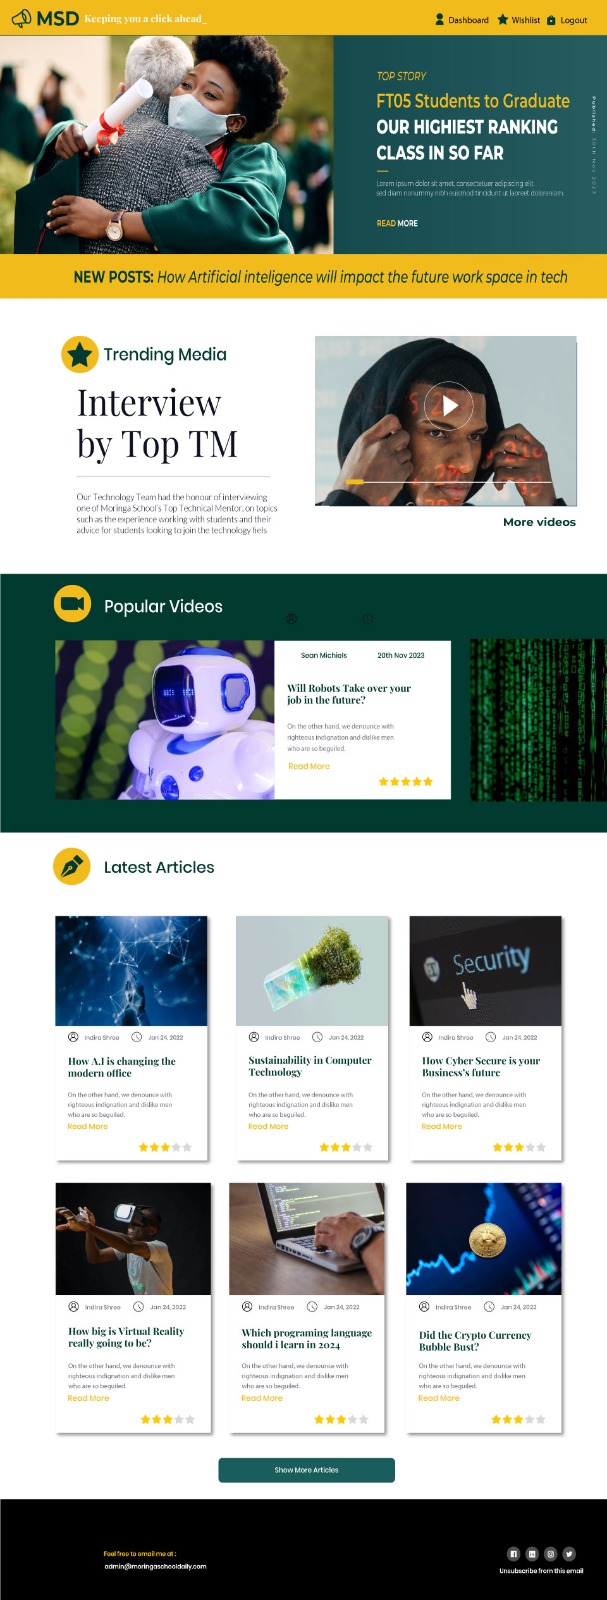 MSD Keeping you a click ahead_
Dashboard Wishlist Logout
TOP STORY
FT05 Students to Graduate
OUR HIGHEST RANKING
CLASS IN SO FAR
Published: 30th Nov 2023
Lorem ipsum dolor sit amet, consectetuer adipiscing elit
sed diam nonummy nibh euismod tincidunt ut laoreet doloreniam.
READ MORE
NEW POSTS: How Artificial inteligence will impact the future work space in tech
Trending Media
Interview
by Top TM
Our Technology Team had the honour of interviewing
one of Moringa School's Top Technical Mentor, on topics
such as the experience working with students and their
advice for students looking to join the technology fiels
More videos
Popular Videos
Sean Michiols 20th Nov 2023
Will Robots Take over your
job in the future?
On the other hand, we denounce with
righteous indignation and dislike men
who are so beguiled.
Read More
Latest Articles
Security
Indira Shree Jan 24, 2022
How A.I is changing the
modern office
On the other hand, we denounce with
righteous indignation and dislike men
who are so beguiled.
Read More
Indira Shree Jan 24, 2022
Sustainability in Computer
Technology
On the other hand, we denounce with
righteous indignation and dislike men
who are so beguiled.
Read More
Indira Shree Jan 24, 2022
How Cyber Secure is your
Business's future
On the other hand, we denounce with
righteous indignation and dislike men
who are so beguiled.
Read More
Indira Shree Jan 24, 2022
How big is Virtual Reality
really going to be?
On the other hand, we denounce with
righteous indignation and dislike men
who are so beguiled.
Read More
Indira Shree Jan 24, 2022
Which programing language
should i learn in 2024
On the other hand, we denounce with
righteous indignation and dislike men
who are so beguiled.
Read More
Indira Shree Jan 24, 2022
Did the Crypto Currency
Bubble Bust?
On the other hand, we denounce with
righteous indignation and dislike men
who are so beguiled.
Read More
Show More Articles
Feel free to email me at :
admin@moringaschooldaily.com
Unsubscribe from this email